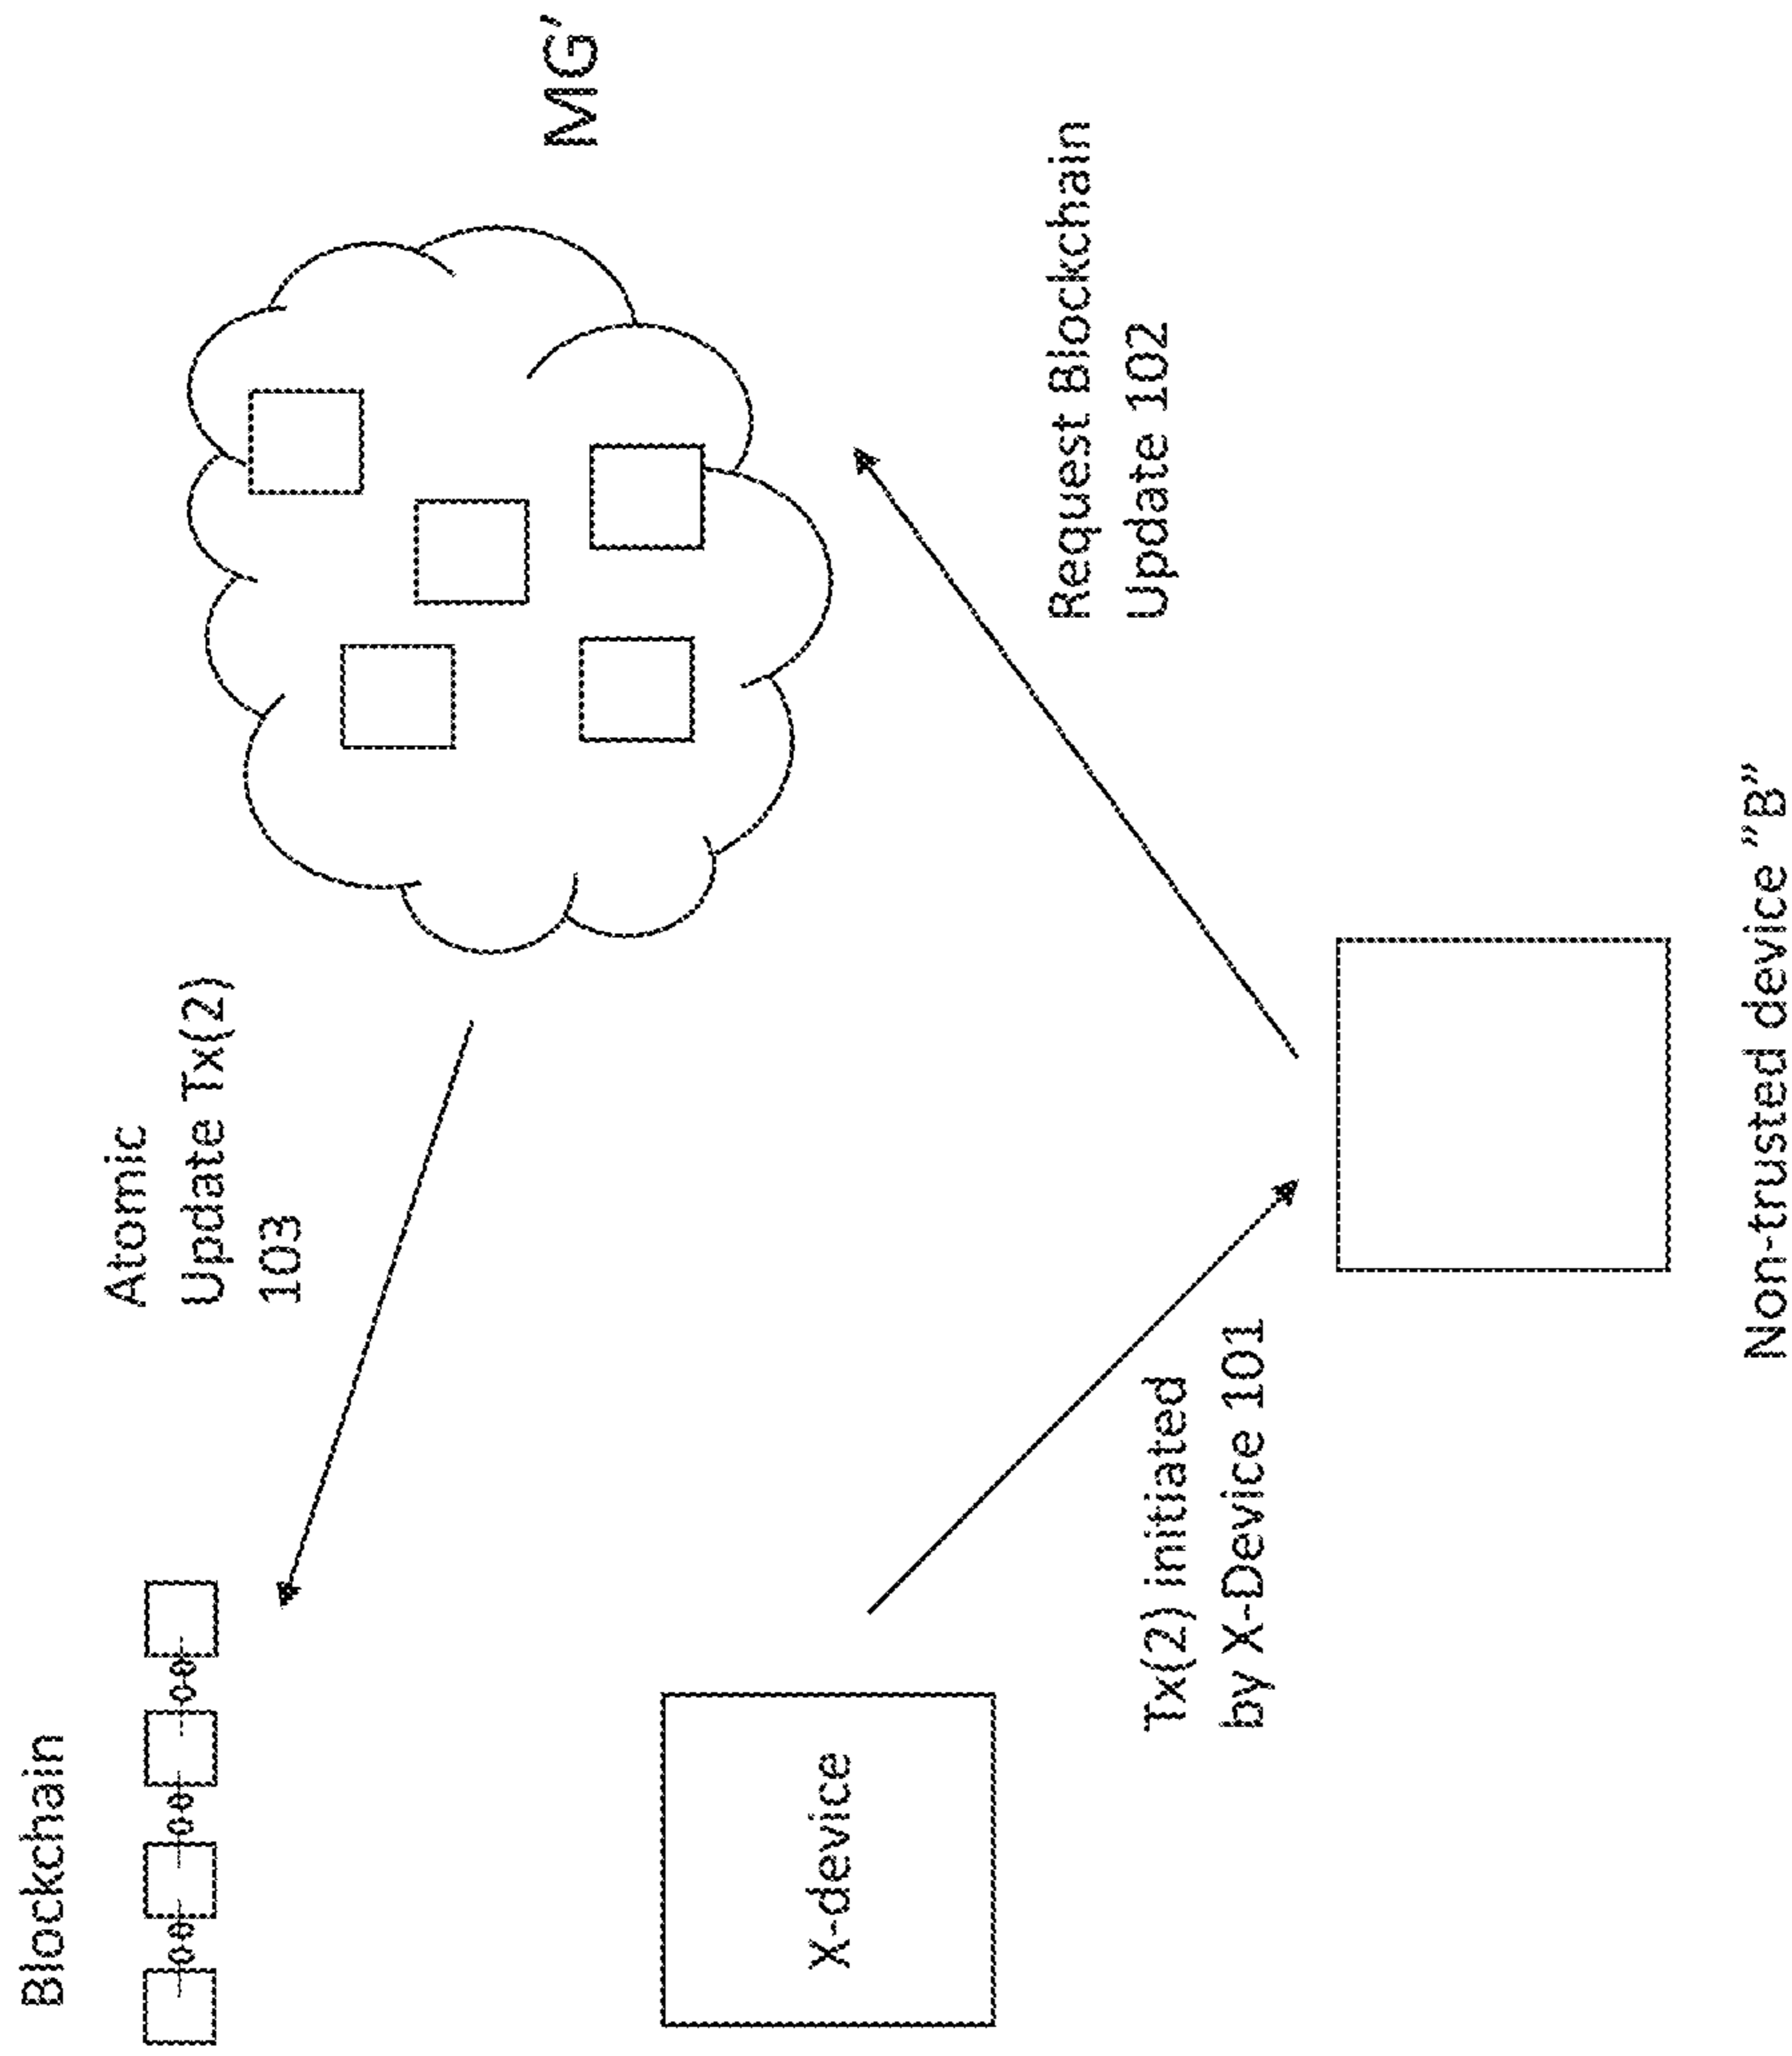 Blockchain
Atomic
Update Tx(2)
103
MG'
X-device
Tx(2) initiated
by X-Device 101
Request Blockchain
Update 102
Non-trusted device "B"